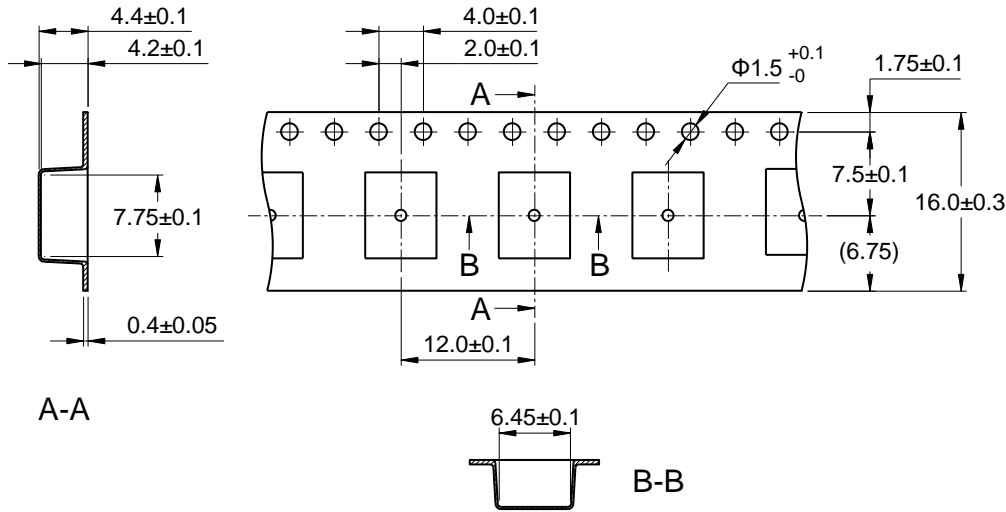 4.4±0.1
4.2±0.1
4.0±0.1
2.0±0.1
A
Φ1.5 +0.1 -0
1.75±0.1
7.75±0.1
7.5±0.1
16.0±0.3
(6.75)
B
B
A
0.4±0.05
12.0±0.1
A-A
6.45±0.1
B-B